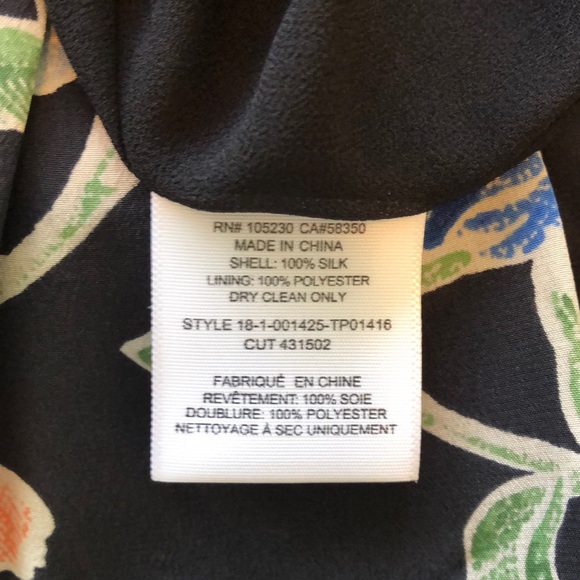 RN# 105230 CA#58350
MADE IN CHINA
SHELL: 100% SILK
LINING: 100% POLYESTER
DRY CLEAN ONLY
STYLE 18-1-001425-TP01416
CUT 431502
FABRIQUÉ EN CHINE
REVÊTEMENT: 100% SOIE
DOUBLURE: 100% POLYESTER
NETTOYAGE À SEC UNIQUEMENT